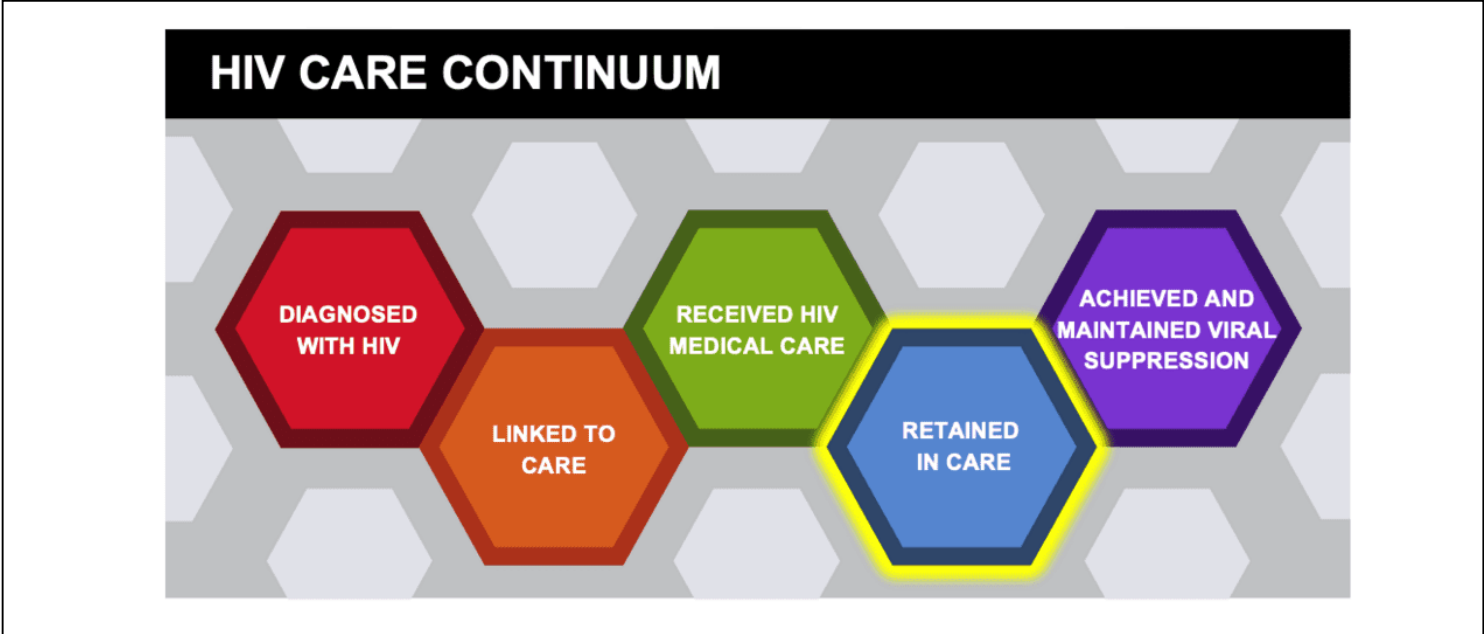 HIV CARE CONTINUUM
DIAGNOSED
WITH HIV
LINKED TO
CARE
RECEIVED HIV
MEDICAL CARE
RETAINED
IN CARE
ACHIEVED AND
MAINTAINED VIRAL
SUPPRESSION